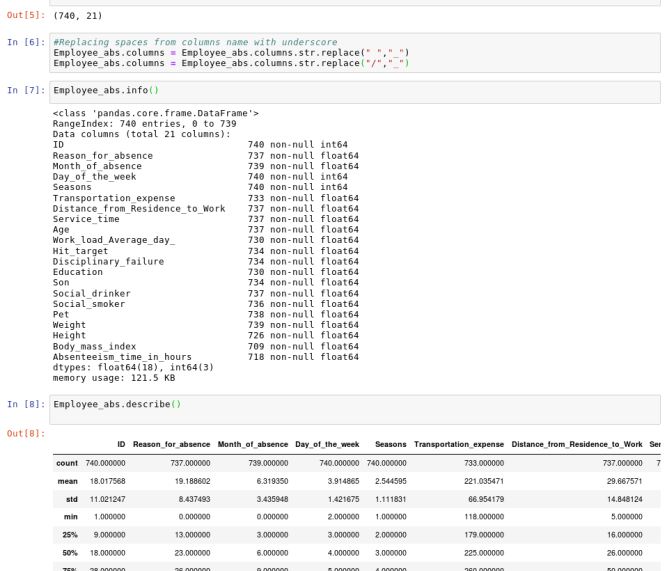 Out[5]: (740, 21)
In [6]: #Replacing spaces from columns name with underscore
Employee_abs.columns = Employee_abs.columns.str.replace(" ","_")
Employee_abs.columns = Employee_abs.columns.str.replace("/","_")
In [7]: Employee_abs.info()
<class 'pandas.core.frame.DataFrame'>
RangeIndex: 740 entries, 0 to 739
Data columns (total 21 columns):
ID 740 non-null int64
Reason_for_absence 737 non-null float64
Month_of_absence 739 non-null float64
Day_of_the_week 740 non-null int64
Seasons 740 non-null int64
Transportation_expense 733 non-null float64
Distance_from_Residence_to_Work 737 non-null float64
Service_time 737 non-null float64
Age 737 non-null float64
Work_load_Average_day_ 730 non-null float64
Hit_target 734 non-null float64
Disciplinary_failure 734 non-null float64
Education 730 non-null float64
Son 734 non-null float64
Social_drinker 737 non-null float64
Social_smoker 736 non-null float64
Pet 738 non-null float64
Weight 739 non-null float64
Height 726 non-null float64
Body_mass_index 709 non-null float64
Absenteeism_time_in_hours 718 non-null float64
dtypes: float64(18), int64(3)
memory usage: 121.5 KB
In [8]: Employee_abs.describe()
Out[8]:
ID Reason_for_absence Month_of_absence Day_of_the_week Seasons Transportation_expense Distance_from_Residence_to_Work Ser
count 740.000000 737.000000 739.000000 740.000000 740.000000 733.000000 737.000000 7
mean 18.017568 19.188602 6.319350 3.914865 2.544595 221.035471 29.667571
std 11.021247 8.437493 3.435948 1.421675 1.111831 66.954179 14.848124
min 1.000000 0.000000 0.000000 2.000000 1.000000 118.000000 5.000000
25% 9.000000 13.000000 3.000000 3.000000 2.000000 179.000000 16.000000
50% 18.000000 23.000000 6.000000 4.000000 3.000000 225.000000 26.000000
75% 28.000000 26.000000 9.000000 5.000000 4.000000 260.000000 50.000000